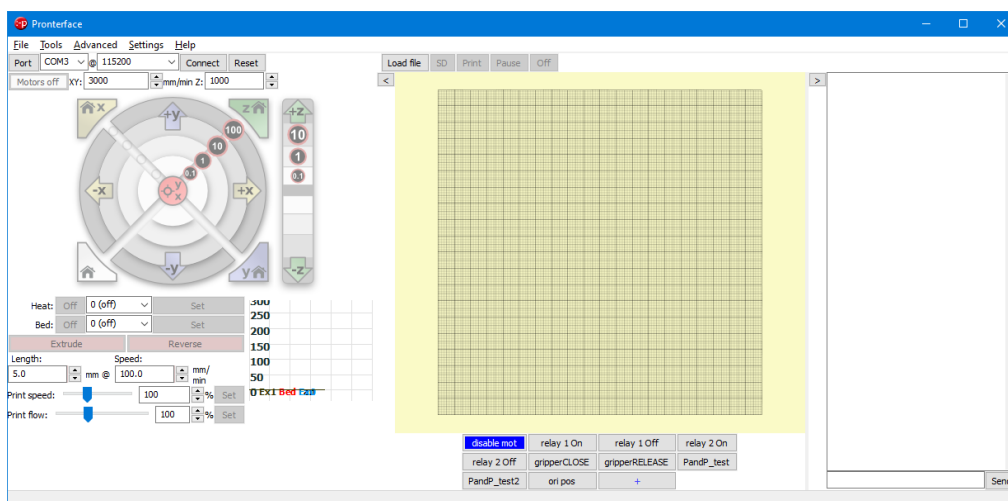 Pronterface
File Tools Advanced Settings Help
Port COM3 @ 115200 Connect Reset Load file SD Print Pause Off
Motors off XY: 3000 mm/min Z: 1000 < >
x +y z 100 10 1 0.1 +z 10 1 0.1
-x y x +x
-y y -z
Heat: Off 0 (off) Set
Bed: Off 0 (off) Set
Extrude Reverse
Length: Speed:
5.0 mm @ 100.0 mm/
min
Print speed: 100 % Set
Print flow: 100 % Set
300
250
200
150
100
50
0 Ex1 Bed Ex0
disable mot relay 1 On relay 1 Off relay 2 On
relay 2 Off gripperCLOSE gripperRELEASE PandP_test
PandP_test2 ori pos +